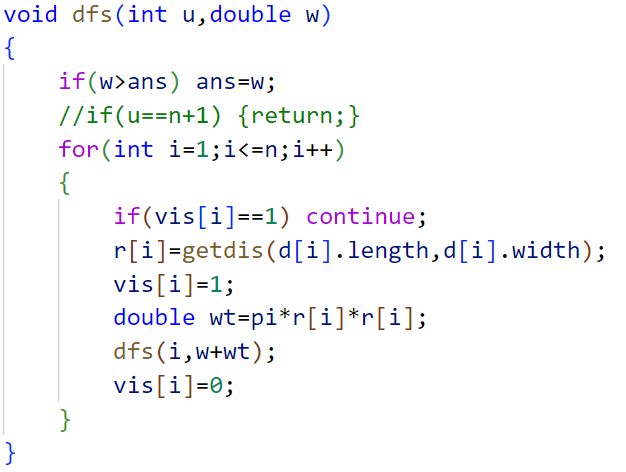 void dfs(int u,double w)
{
    if(w>ans) ans=w;
    //if(u==n+1) {return;}
    for(int i=1;i<=n;i++)
    {
        if(vis[i]==1) continue;
        r[i]=getdis(d[i].length,d[i].width);
        vis[i]=1;
        double wt=pi*r[i]*r[i];
        dfs(i,w+wt);
        vis[i]=0;
    }
}